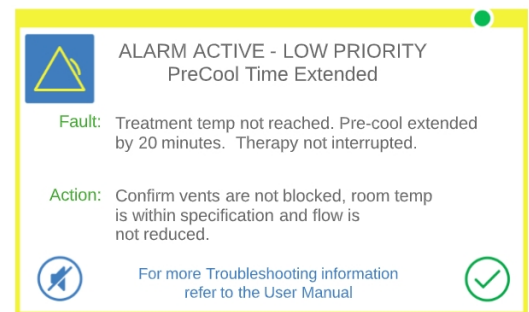 ALARM ACTIVE - LOW PRIORITY
PreCool Time Extended
Fault: Treatment temp not reached. Pre-cool extended
by 20 minutes. Therapy not interrupted.
Action: Confirm vents are not blocked, room temp
is within specification and flow is
not reduced.
For more Troubleshooting information
refer to the User Manual